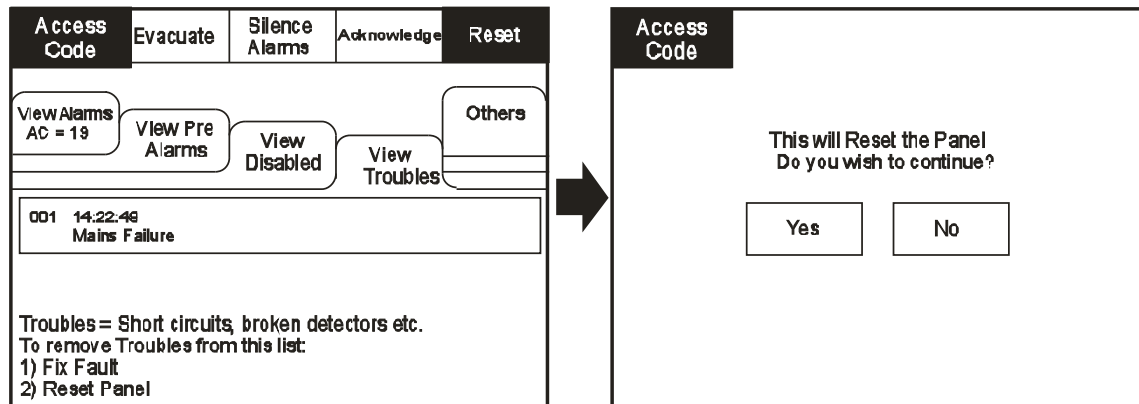 Access
Code
Evacuate
Silence
Alarms
Acknowledge
Reset
View Alarms
AC = 19
View Pre
Alarms
View
Disabled
View
Troubles
Others
001 14:22:48
Mains Failure
Troubles = Short circuits, broken detectors etc.
To remove Troubles from this list:
1) Fix Fault
2) Reset Panel
Access
Code
This will Reset the Panel
Do you wish to continue?
Yes
No